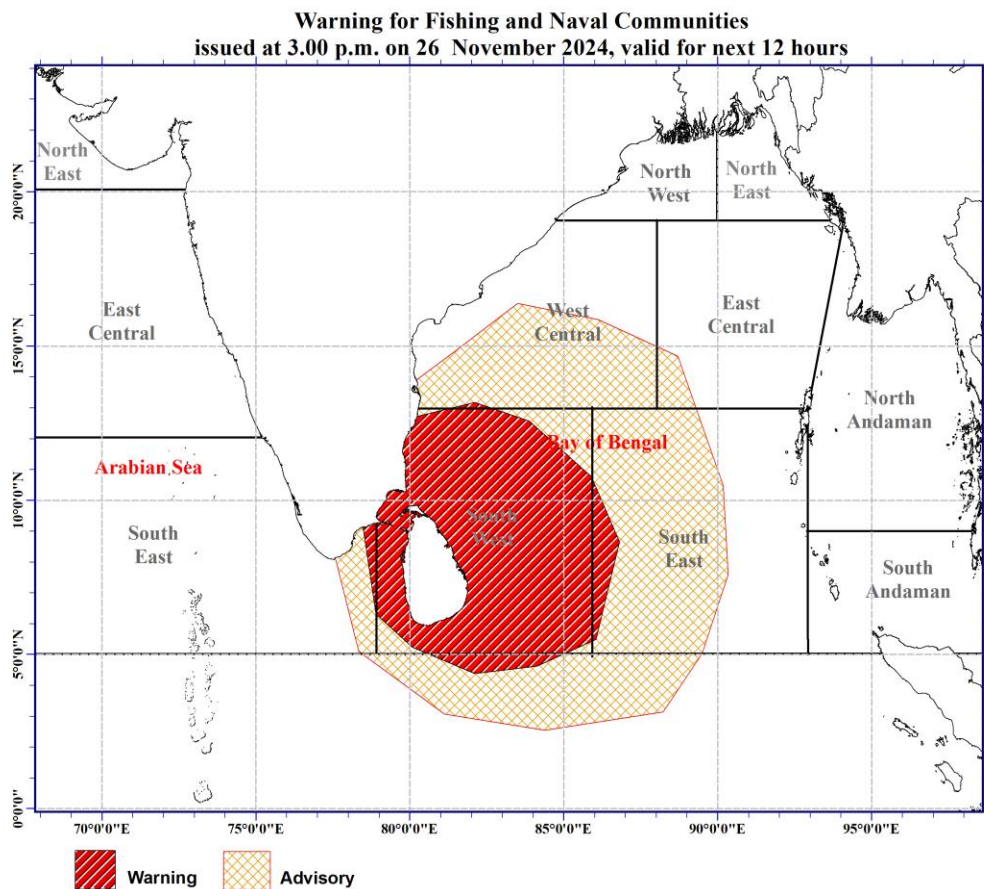 Warning for Fishing and Naval Communities
issued at 3.00 p.m. on 26 November 2024, valid for next 12 hours
North
East
North
West
North
East
20°0'0"N
East
Central
West
Central
East
Central
15°0'0"N
North
Andaman
Arabian Sea
Bay of Bengal
10°0'0"N
South
East
South
West
South
East
South
Andaman
5°0'0"N
0°0'0"
70°0'0"E
75°0'0"E
80°0'0"E
85°0'0"E
90°0'0"E
95°0'0"E
Warning
Advisory